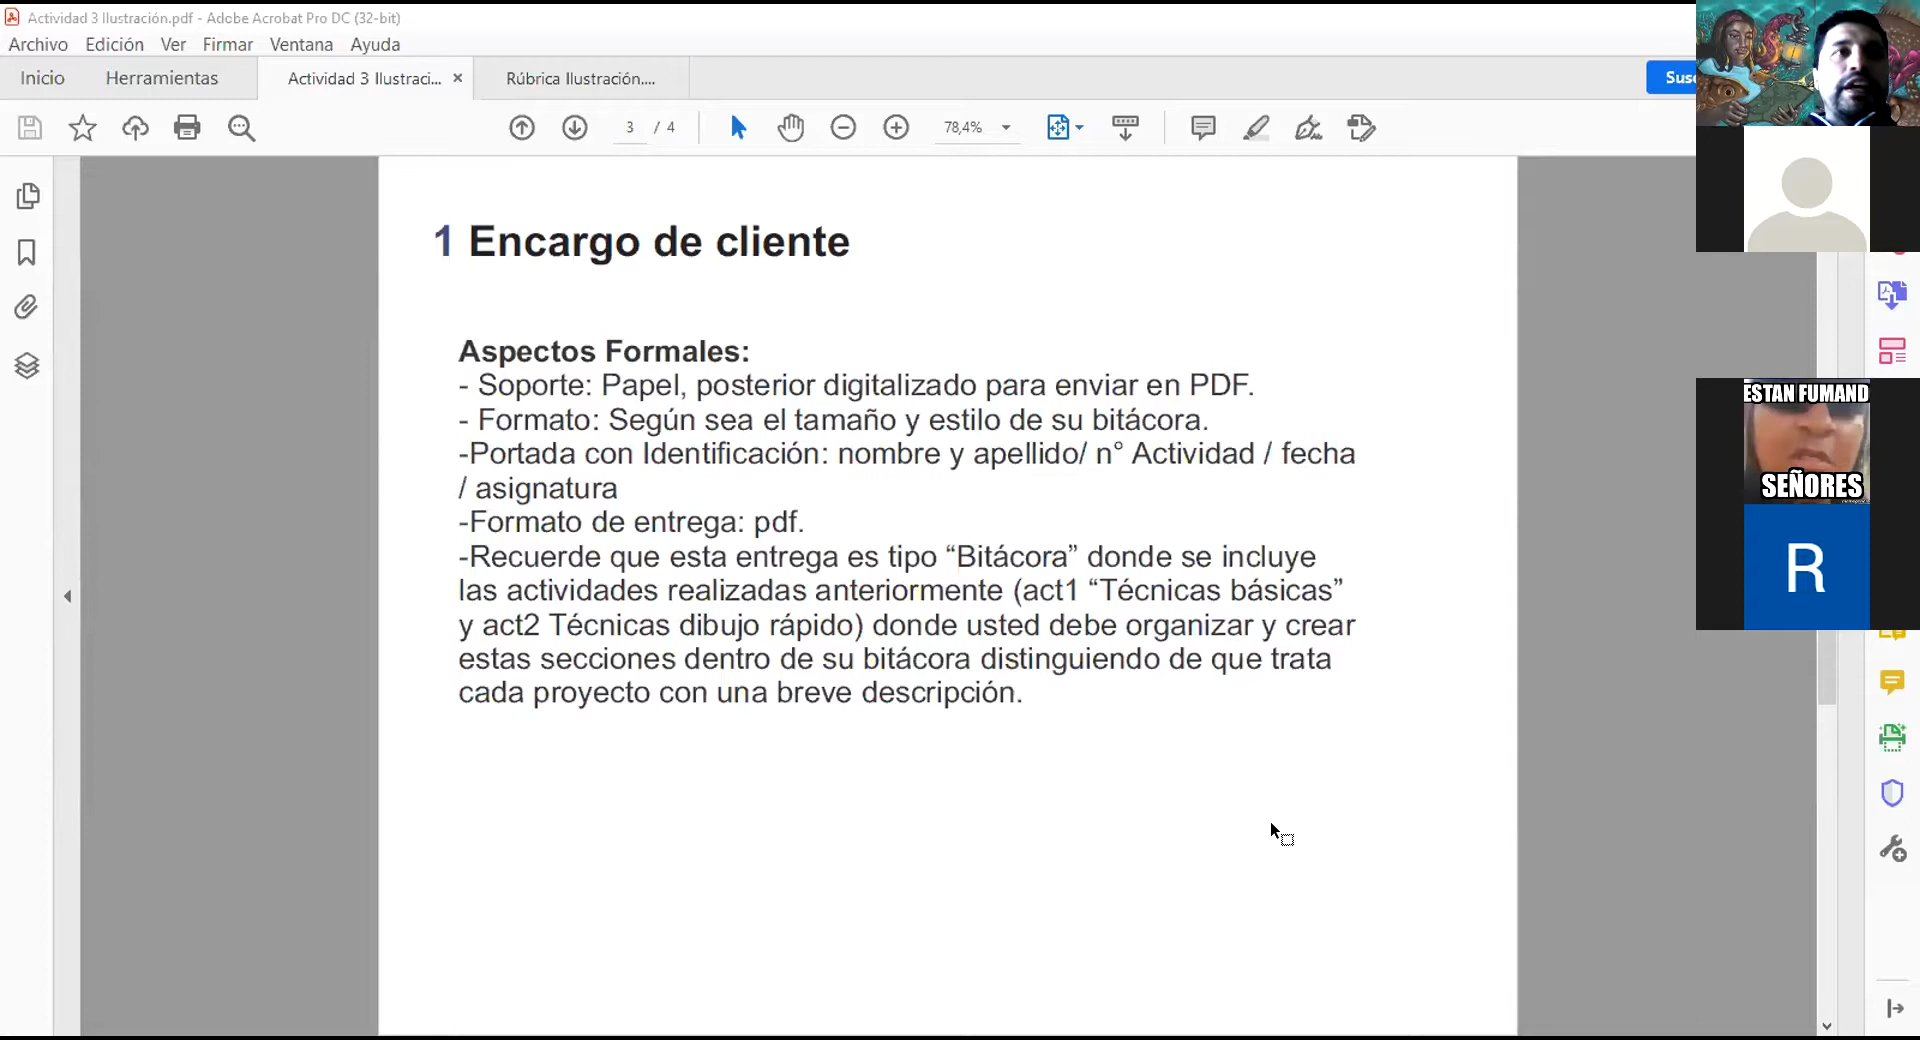 Actividad 3 Ilustración.pdf - Adobe Acrobat Pro DC (32-bit)
Archivo Edición Ver Firmar Ventana Ayuda
Inicio Herramientas Actividad 3 Ilustraci... × Rúbrica Ilustración....
3 / 4 78,4%
1 Encargo de cliente
Aspectos Formales:
- Soporte: Papel, posterior digitalizado para enviar en PDF.
- Formato: Según sea el tamaño y estilo de su bitácora.
-Portada con Identificación: nombre y apellido/ n° Actividad / fecha
/ asignatura
-Formato de entrega: pdf.
-Recuerde que esta entrega es tipo “Bitácora” donde se incluye
las actividades realizadas anteriormente (act1 “Técnicas básicas”
y act2 Técnicas dibujo rápido) donde usted debe organizar y crear
estas secciones dentro de su bitácora distinguiendo de que trata
cada proyecto con una breve descripción.
ESTAN FUMAND
SEÑORES
R